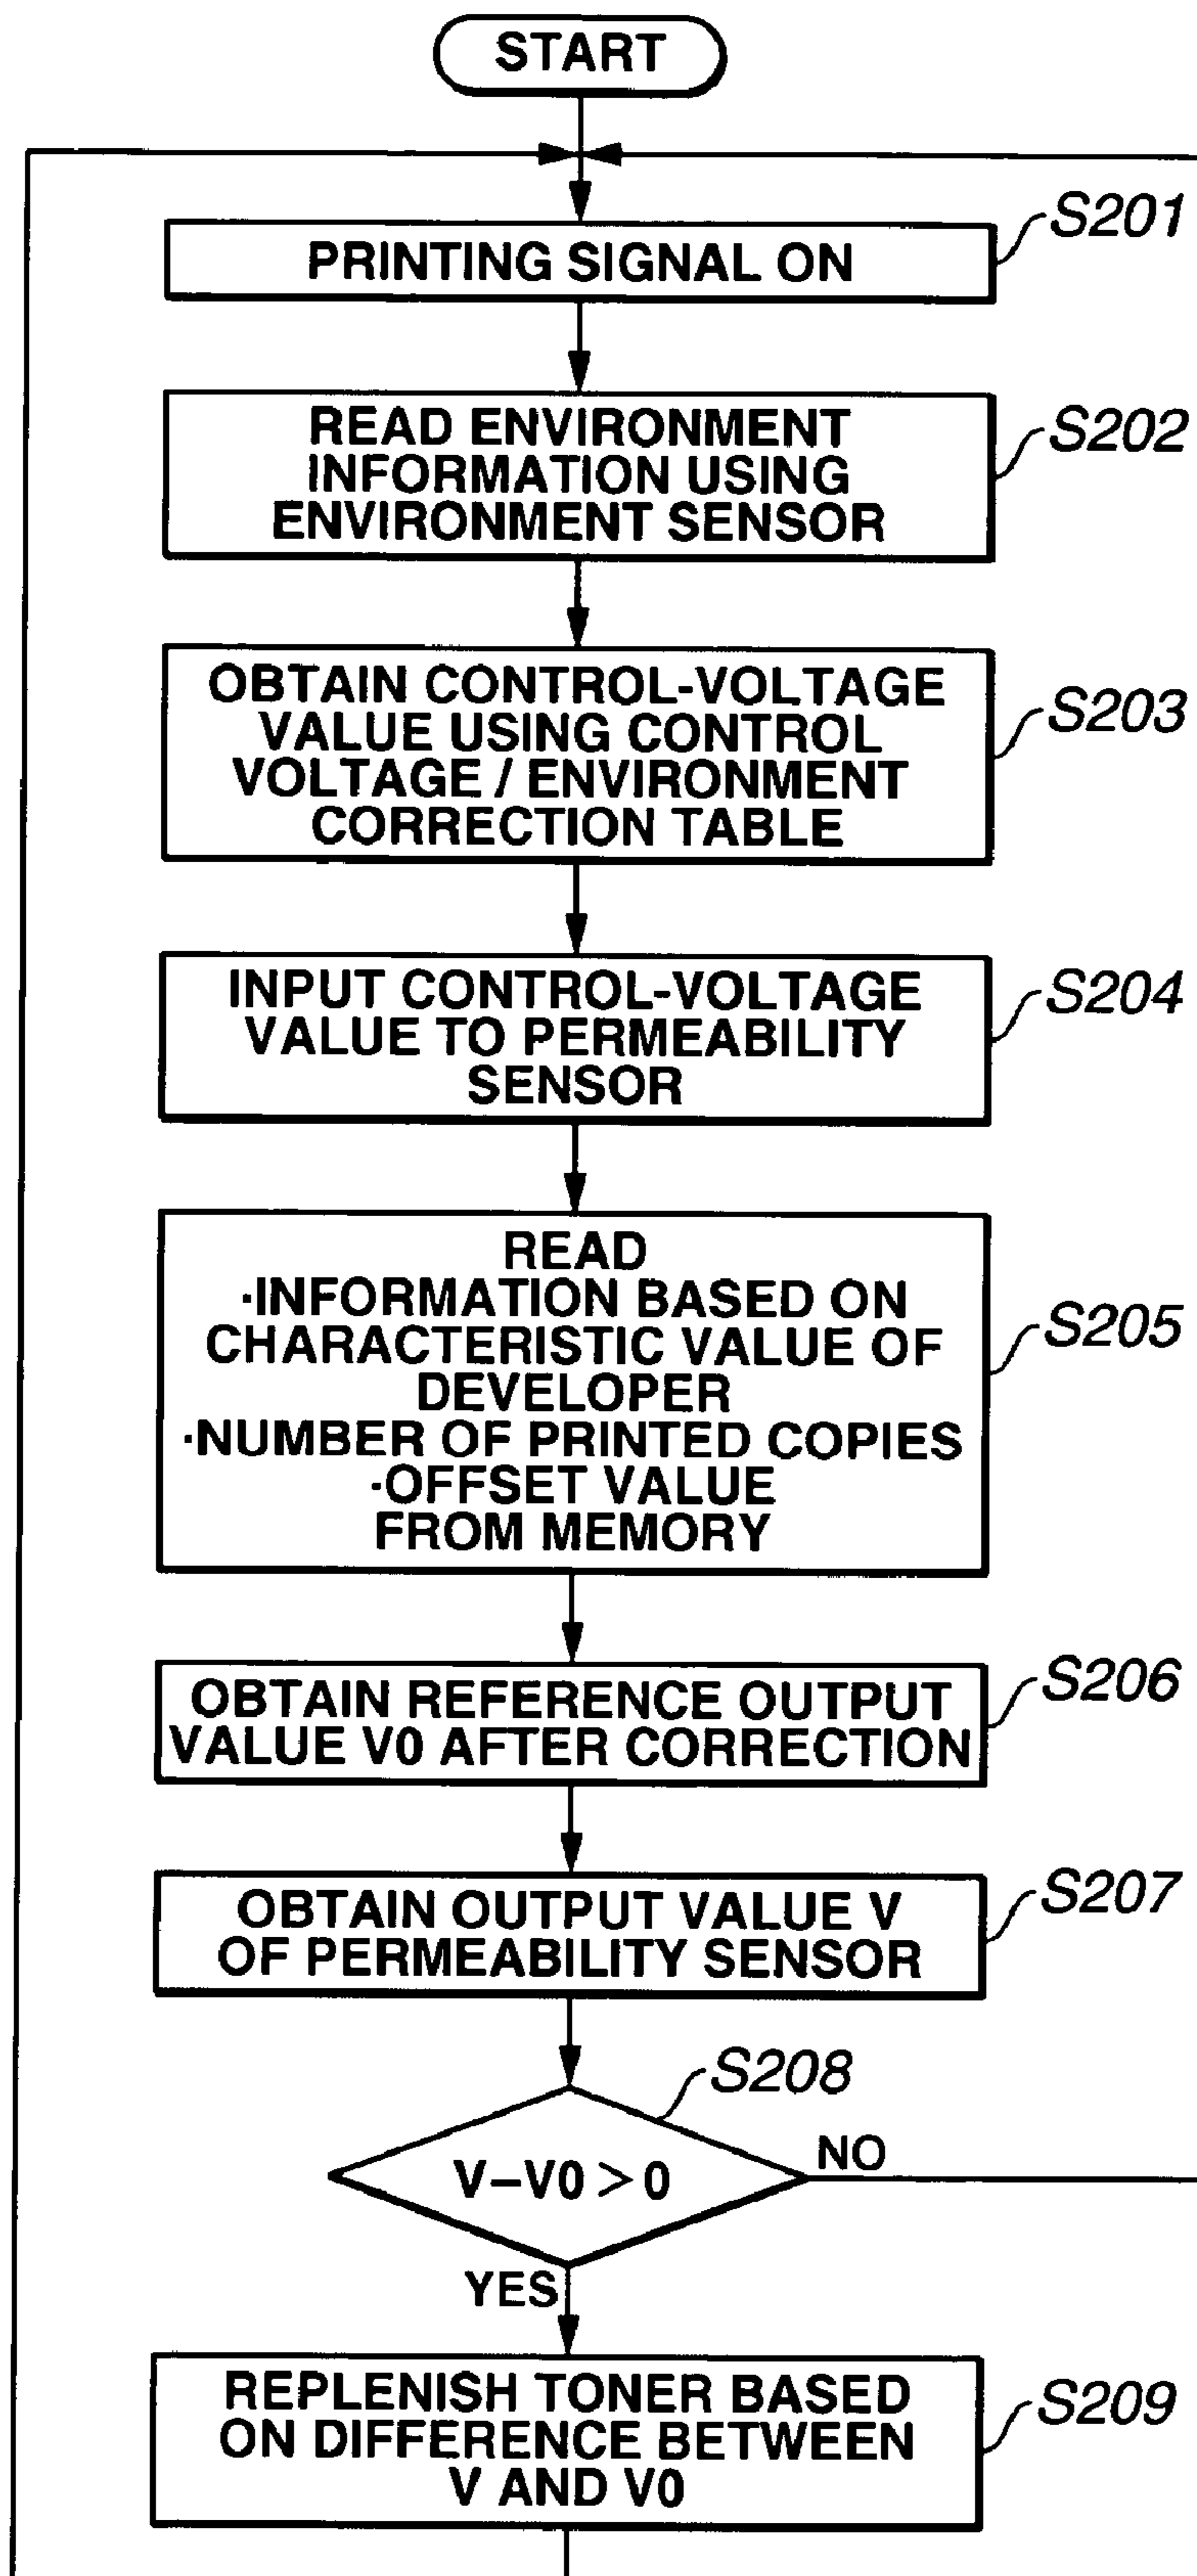 START
S201
PRINTING SIGNAL ON
S202
READ ENVIRONMENT
INFORMATION USING
ENVIRONMENT SENSOR
S203
OBTAIN CONTROL-VOLTAGE
VALUE USING CONTROL
VOLTAGE / ENVIRONMENT
CORRECTION TABLE
S204
INPUT CONTROL-VOLTAGE
VALUE TO PERMEABILITY
SENSOR
S205
READ
·INFORMATION BASED ON
CHARACTERISTIC VALUE OF
DEVELOPER
·NUMBER OF PRINTED COPIES
·OFFSET VALUE
FROM MEMORY
S206
OBTAIN REFERENCE OUTPUT
VALUE V0 AFTER CORRECTION
S207
OBTAIN OUTPUT VALUE V
OF PERMEABILITY SENSOR
S208
V–V0 > 0
NO
YES
S209
REPLENISH TONER BASED
ON DIFFERENCE BETWEEN
V AND V0